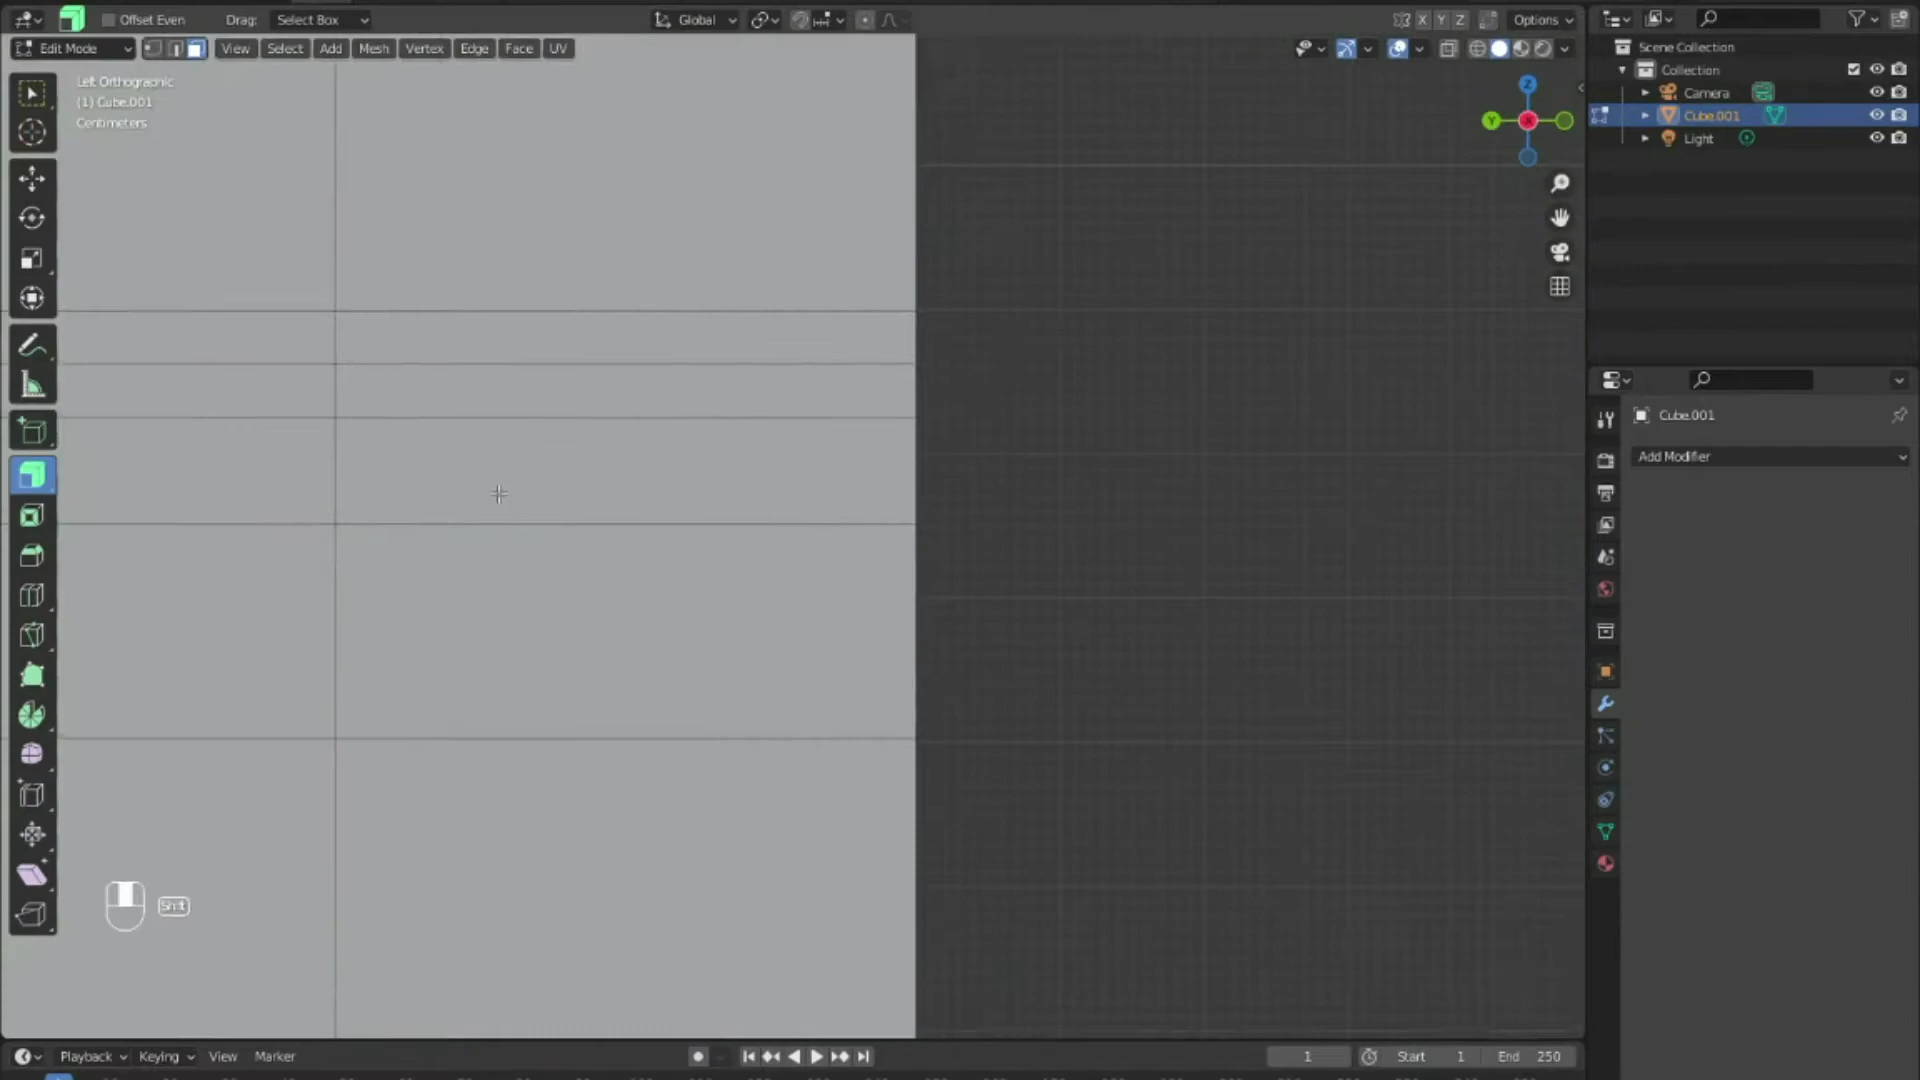 Offset Even Drag: Select Box Global X Y Z Options
Edit Mode View Select Add Mesh Vertex Edge Face UV
Left Orthographic
(1) Cube.001
Centimeters
Z
Y
X
Shift
Playback Keying View Marker 1 Start 1 End 250
Scene Collection
Collection
Camera
Cube.001
Light
Cube.001
Add Modifier